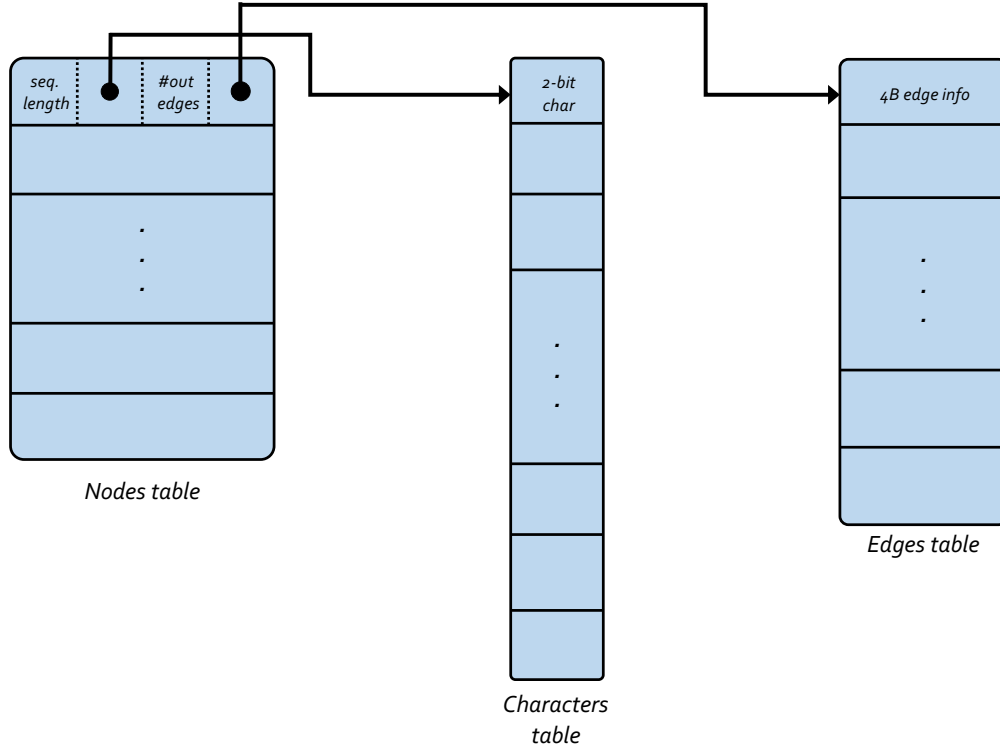 seq.
length
#out
edges
2-bit
char
4B edge info
.
.
.
.
.
.
.
.
.
Nodes table
Edges table
Characters
table